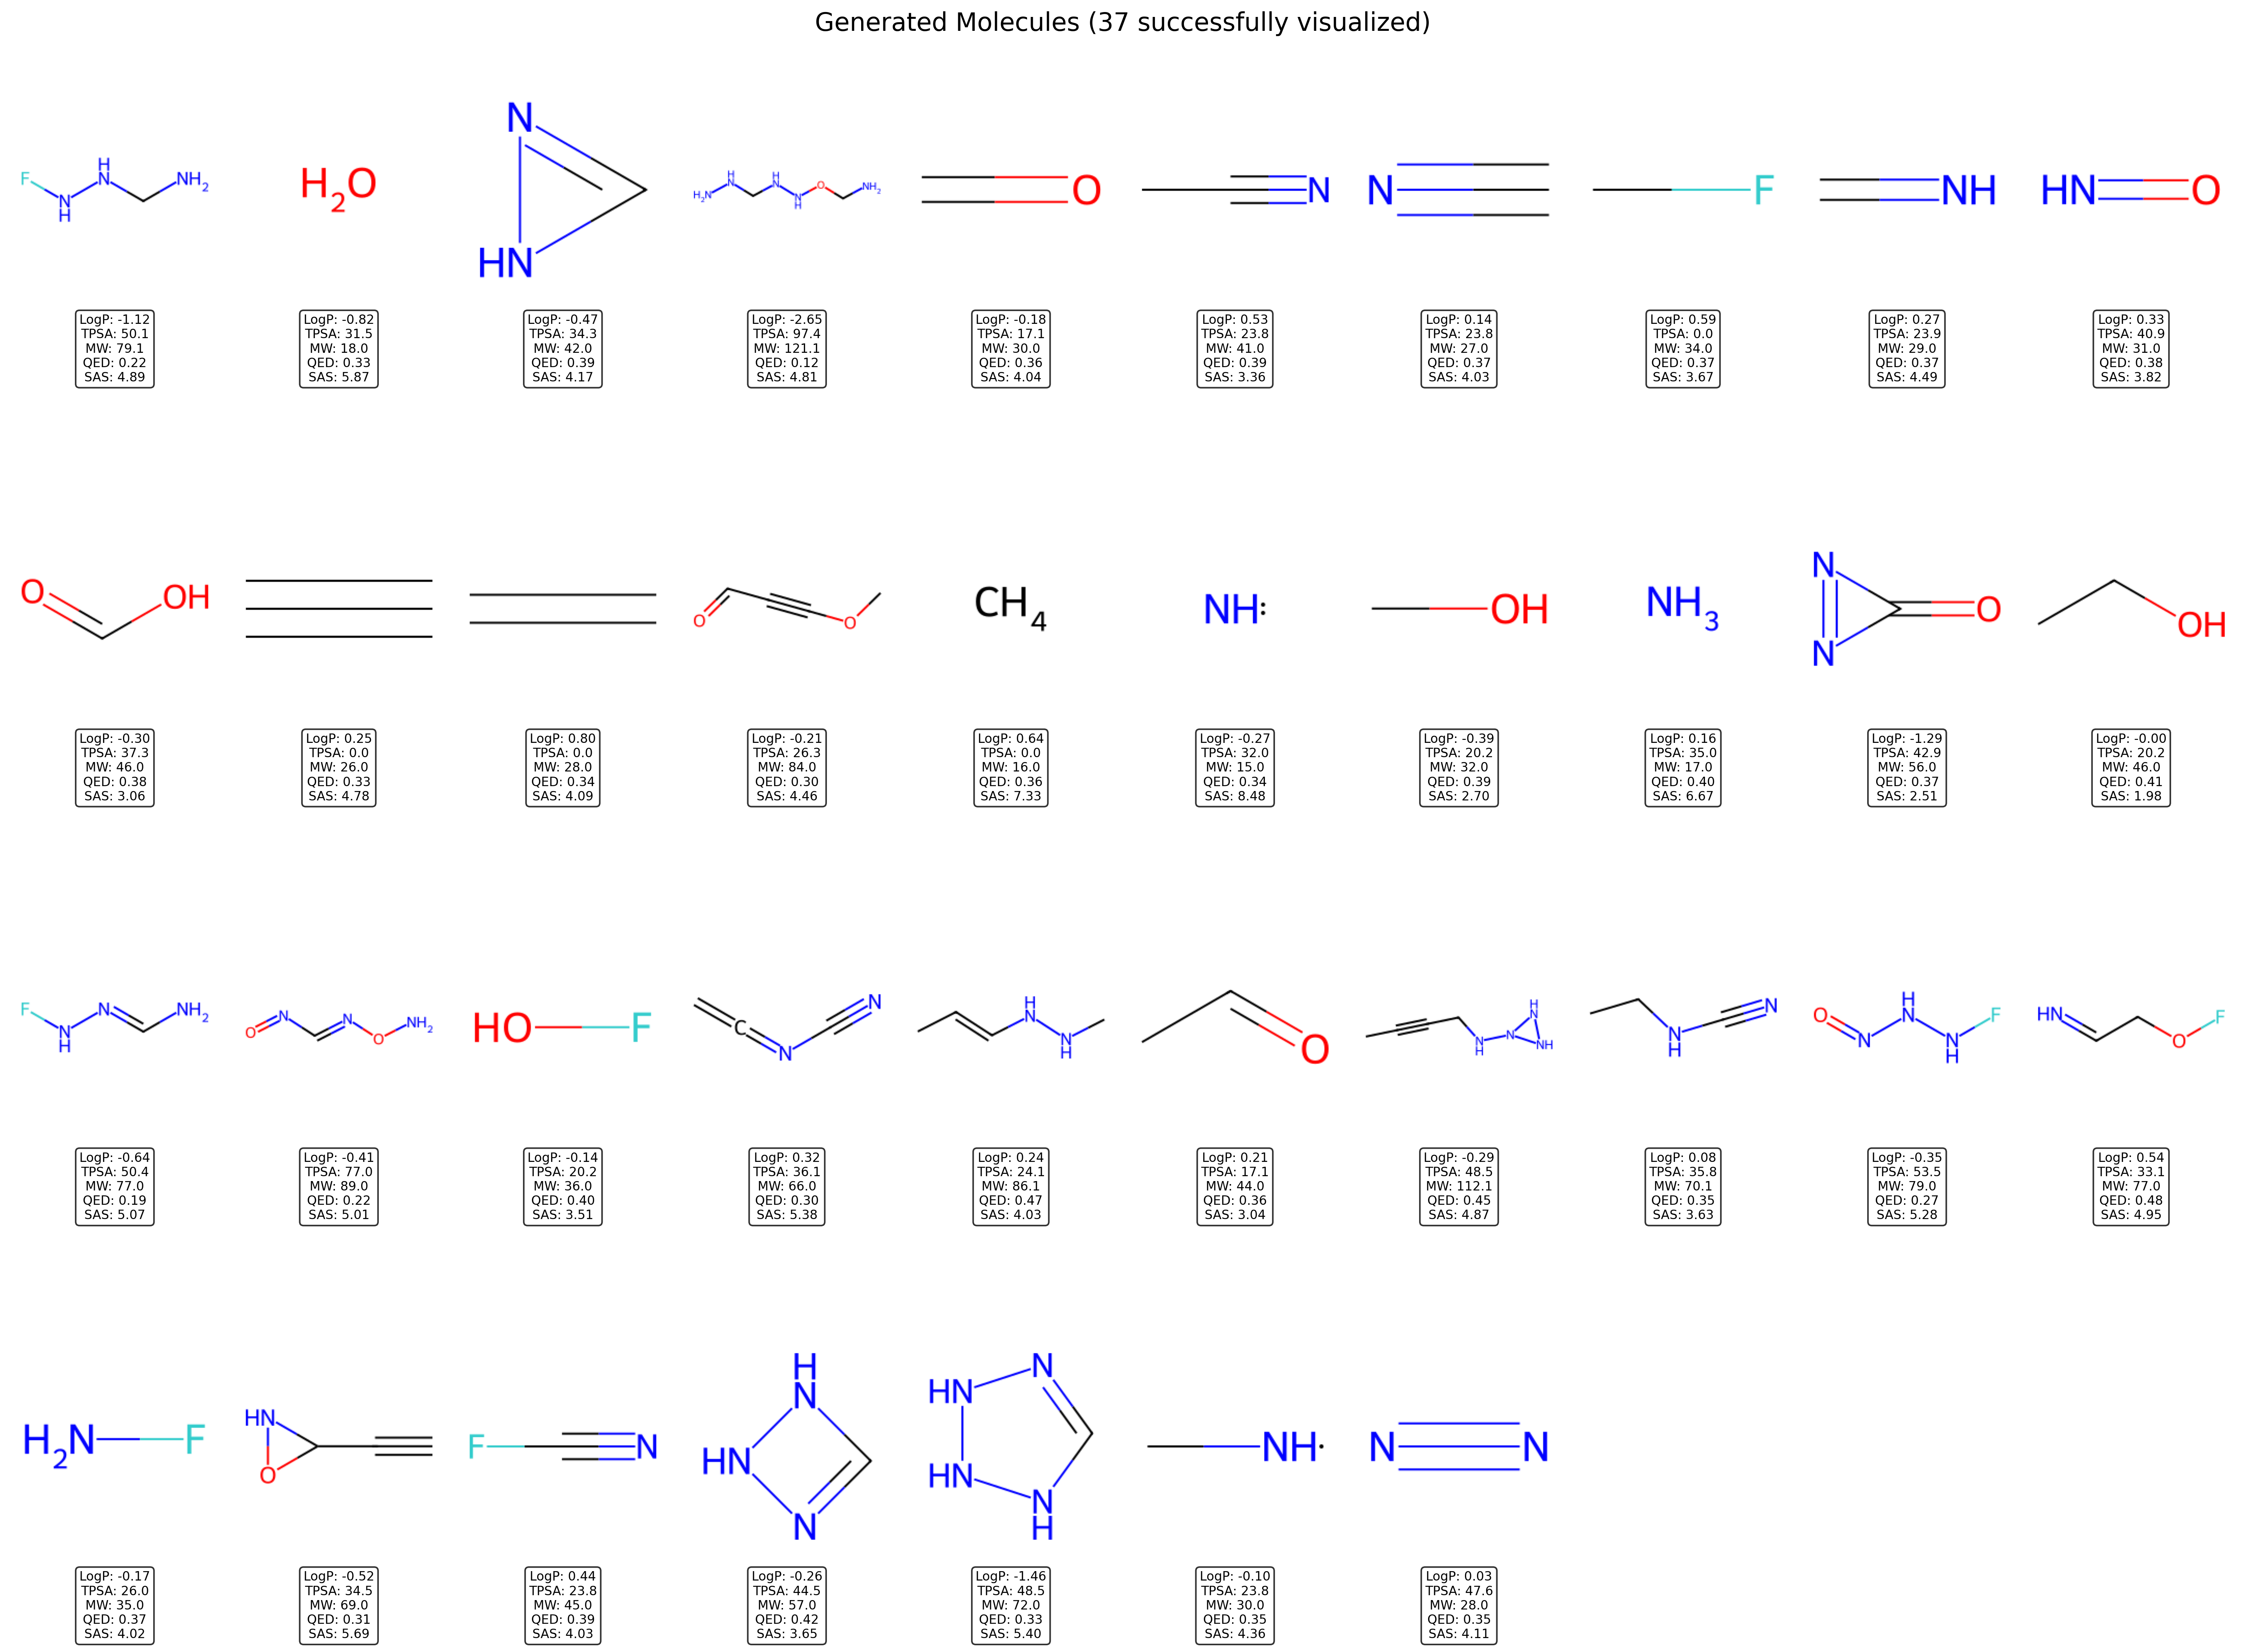 Generated Molecules (37 successfully visualized)
F N H H N NH2
H2O
N HN
H2N H N H N N H O NH2
O
N
N
F
NH
HN O
LogP: -1.12
TPSA: 50.1
MW: 79.1
QED: 0.22
SAS: 4.89
LogP: -0.82
TPSA: 31.5
MW: 18.0
QED: 0.33
SAS: 5.87
LogP: -0.47
TPSA: 34.3
MW: 42.0
QED: 0.39
SAS: 4.17
LogP: -2.65
TPSA: 97.4
MW: 121.1
QED: 0.12
SAS: 4.81
LogP: -0.18
TPSA: 17.1
MW: 30.0
QED: 0.36
SAS: 4.04
LogP: 0.53
TPSA: 23.8
MW: 41.0
QED: 0.39
SAS: 3.36
LogP: 0.14
TPSA: 23.8
MW: 27.0
QED: 0.37
SAS: 4.03
LogP: 0.59
TPSA: 0.0
MW: 34.0
QED: 0.37
SAS: 3.67
LogP: 0.27
TPSA: 23.9
MW: 29.0
QED: 0.37
SAS: 4.49
LogP: 0.33
TPSA: 40.9
MW: 31.0
QED: 0.38
SAS: 3.82
O OH
O O
CH4
NH:
OH
NH3
N N O
OH
LogP: -0.30
TPSA: 37.3
MW: 46.0
QED: 0.38
SAS: 3.06
LogP: 0.25
TPSA: 0.0
MW: 26.0
QED: 0.33
SAS: 4.78
LogP: 0.80
TPSA: 0.0
MW: 28.0
QED: 0.34
SAS: 4.09
LogP: -0.21
TPSA: 26.3
MW: 84.0
QED: 0.30
SAS: 4.46
LogP: 0.64
TPSA: 0.0
MW: 16.0
QED: 0.36
SAS: 7.33
LogP: -0.27
TPSA: 32.0
MW: 15.0
QED: 0.34
SAS: 8.48
LogP: -0.39
TPSA: 20.2
MW: 32.0
QED: 0.39
SAS: 2.70
LogP: 0.16
TPSA: 35.0
MW: 17.0
QED: 0.40
SAS: 6.67
LogP: -1.29
TPSA: 42.9
MW: 56.0
QED: 0.37
SAS: 2.51
LogP: -0.00
TPSA: 20.2
MW: 46.0
QED: 0.41
SAS: 1.98
F N H N NH2
O N N O NH2
HO F
C N N
H N N H
O
N H N H N NH
N H N
O N H N N H F
HN O F
LogP: -0.64
TPSA: 50.4
MW: 77.0
QED: 0.19
SAS: 5.07
LogP: -0.41
TPSA: 77.0
MW: 89.0
QED: 0.22
SAS: 5.01
LogP: -0.14
TPSA: 20.2
MW: 36.0
QED: 0.40
SAS: 3.51
LogP: 0.32
TPSA: 36.1
MW: 66.0
QED: 0.30
SAS: 5.38
LogP: 0.24
TPSA: 24.1
MW: 86.1
QED: 0.47
SAS: 4.03
LogP: 0.21
TPSA: 17.1
MW: 44.0
QED: 0.36
SAS: 3.04
LogP: -0.29
TPSA: 48.5
MW: 112.1
QED: 0.45
SAS: 4.87
LogP: 0.08
TPSA: 35.8
MW: 70.1
QED: 0.35
SAS: 3.63
LogP: -0.35
TPSA: 53.5
MW: 79.0
QED: 0.27
SAS: 5.28
LogP: 0.54
TPSA: 33.1
MW: 77.0
QED: 0.48
SAS: 4.95
H2N F
HN O
F N
H N HN N
HN N HN N H
NH·
N N
LogP: -0.17
TPSA: 26.0
MW: 35.0
QED: 0.37
SAS: 4.02
LogP: -0.52
TPSA: 34.5
MW: 69.0
QED: 0.31
SAS: 5.69
LogP: 0.44
TPSA: 23.8
MW: 45.0
QED: 0.39
SAS: 4.03
LogP: -0.26
TPSA: 44.5
MW: 57.0
QED: 0.42
SAS: 3.65
LogP: -1.46
TPSA: 48.5
MW: 72.0
QED: 0.33
SAS: 5.40
LogP: -0.10
TPSA: 23.8
MW: 30.0
QED: 0.35
SAS: 4.36
LogP: 0.03
TPSA: 47.6
MW: 28.0
QED: 0.35
SAS: 4.11